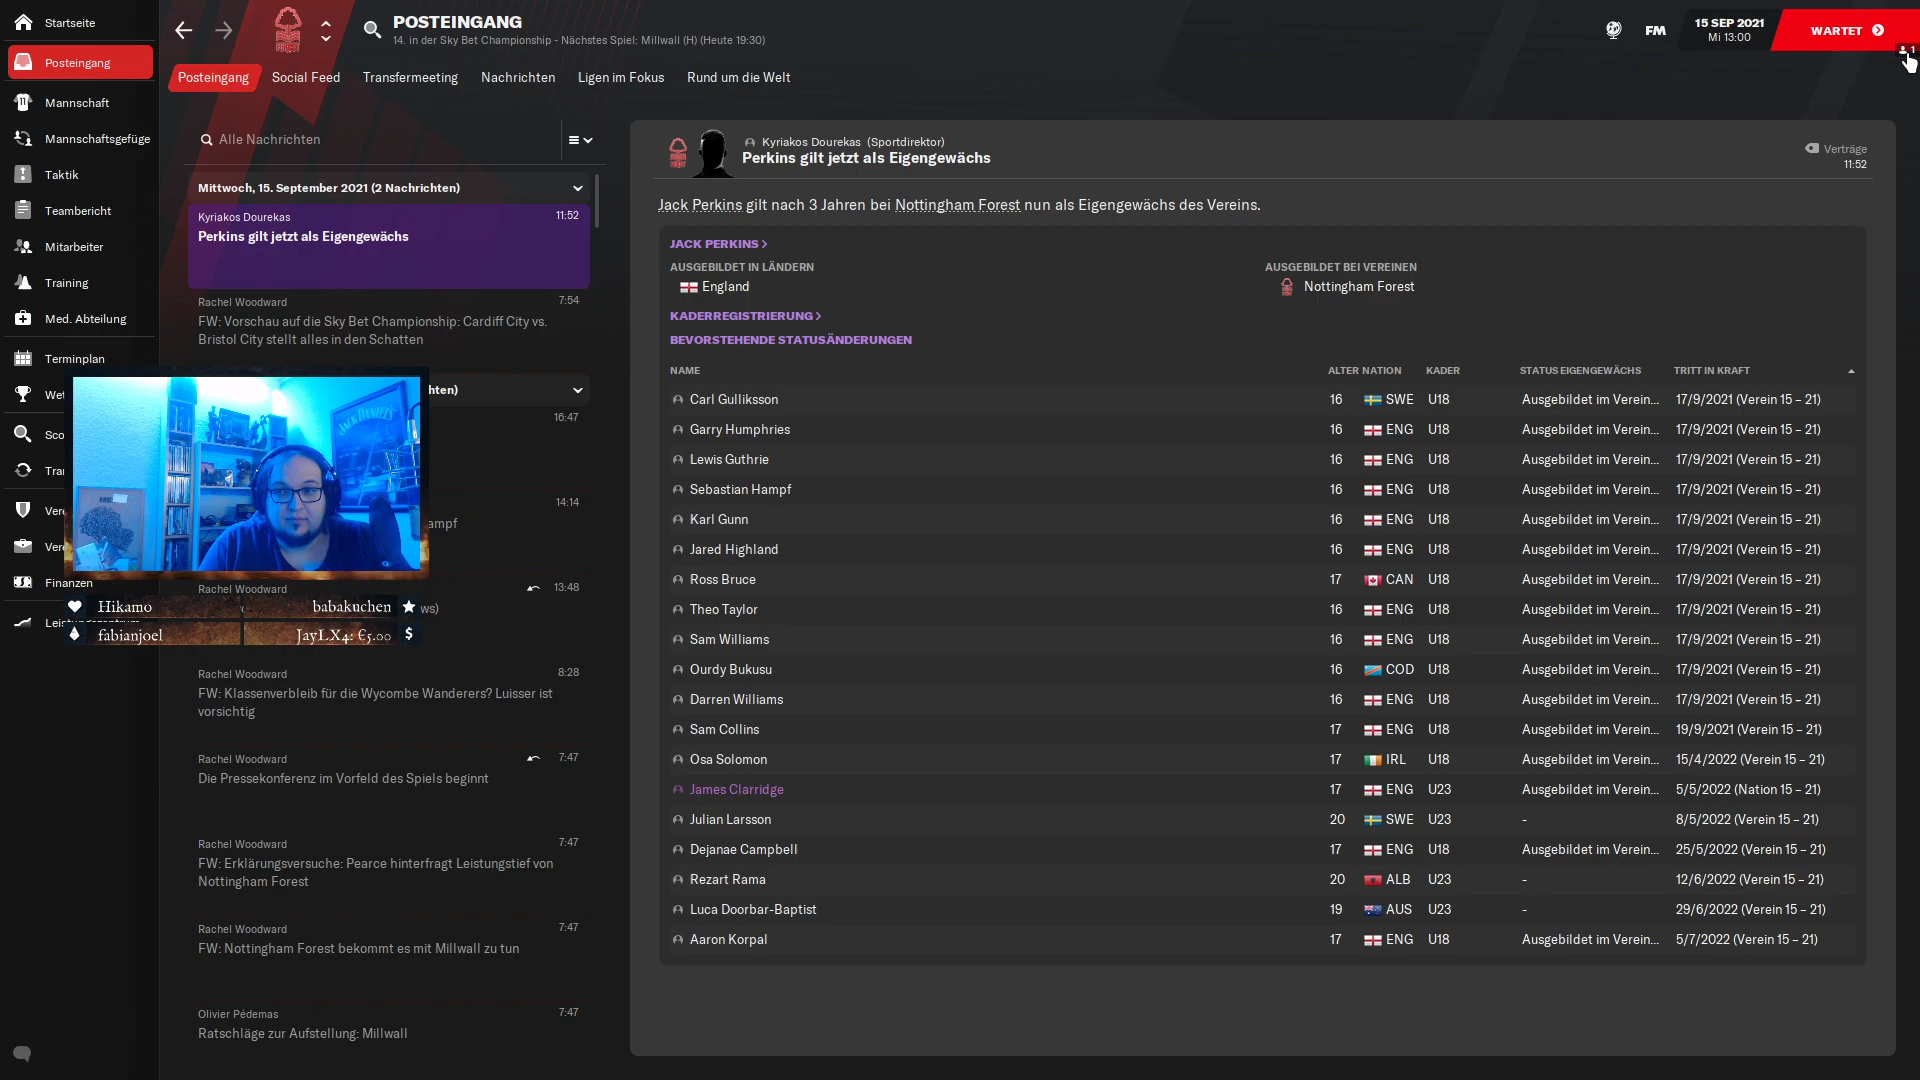 Startseite
Posteingang
Mannschaft
Mannschaftsgefüge
Taktik
Teambericht
Mitarbeiter
Training
Med. Abteilung
Terminplan
Wet
Sco
Tra
Ver
Ver
Finanzen
POSTEINGANG
14. in der Sky Bet Championship - Nächstes Spiel: Millwall (H) (Heute 19:30)
FM
15 SEP 2021
Mi 13:00
WARTET
1
Posteingang
Social Feed
Transfermeeting
Nachrichten
Ligen im Fokus
Rund um die Welt
Alle Nachrichten
Mittwoch, 15. September 2021 (2 Nachrichten)
Kyriakos Dourekas 11:52
Perkins gilt jetzt als Eigengewächs
Rachel Woodward 7:54
FW: Vorschau auf die Sky Bet Championship: Cardiff City vs.
Bristol City stellt alles in den Schatten
hten)
16:47
JACK DANIEL'S
14:14
ampf
Rachel Woodward 13:48
ws)
Hikamo
babakuchen
fabianjoel
JayLX4: €5.00
Rachel Woodward 8:28
FW: Klassenverbleib für die Wycombe Wanderers? Luisser ist
vorsichtig
Rachel Woodward 7:47
Die Pressekonferenz im Vorfeld des Spiels beginnt
Rachel Woodward 7:47
FW: Erklärungsversuche: Pearce hinterfragt Leistungstief von
Nottingham Forest
Rachel Woodward 7:47
FW: Nottingham Forest bekommt es mit Millwall zu tun
Olivier Pédemas 7:47
Ratschläge zur Aufstellung: Millwall
Kyriakos Dourekas (Sportdirektor)
Perkins gilt jetzt als Eigengewächs
Verträge
11:52
Jack Perkins gilt nach 3 Jahren bei Nottingham Forest nun als Eigengewächs des Vereins.
JACK PERKINS >
AUSGEBILDET IN LÄNDERN
AUSGEBILDET BEI VEREINEN
England
Nottingham Forest
KADERREGISTRIERUNG >
BEVORSTEHENDE STATUSÄNDERUNGEN
NAME ALTER NATION KADER STATUS EIGENGEWÄCHS TRITT IN KRAFT
Carl Gulliksson 16 SWE U18 Ausgebildet im Verein... 17/9/2021 (Verein 15 – 21)
Garry Humphries 16 ENG U18 Ausgebildet im Verein... 17/9/2021 (Verein 15 – 21)
Lewis Guthrie 16 ENG U18 Ausgebildet im Verein... 17/9/2021 (Verein 15 – 21)
Sebastian Hampf 16 ENG U18 Ausgebildet im Verein... 17/9/2021 (Verein 15 – 21)
Karl Gunn 16 ENG U18 Ausgebildet im Verein... 17/9/2021 (Verein 15 – 21)
Jared Highland 16 ENG U18 Ausgebildet im Verein... 17/9/2021 (Verein 15 – 21)
Ross Bruce 17 CAN U18 Ausgebildet im Verein... 17/9/2021 (Verein 15 – 21)
Theo Taylor 16 ENG U18 Ausgebildet im Verein... 17/9/2021 (Verein 15 – 21)
Sam Williams 16 ENG U18 Ausgebildet im Verein... 17/9/2021 (Verein 15 – 21)
Ourdy Bukusu 16 COD U18 Ausgebildet im Verein... 17/9/2021 (Verein 15 – 21)
Darren Williams 16 ENG U18 Ausgebildet im Verein... 17/9/2021 (Verein 15 – 21)
Sam Collins 17 ENG U18 Ausgebildet im Verein... 19/9/2021 (Verein 15 – 21)
Osa Solomon 17 IRL U18 Ausgebildet im Verein... 15/4/2022 (Verein 15 – 21)
James Clarridge 17 ENG U23 Ausgebildet im Verein... 5/5/2022 (Nation 15 – 21)
Julian Larsson 20 SWE U23 - 8/5/2022 (Verein 15 – 21)
Dejanae Campbell 17 ENG U18 Ausgebildet im Verein... 25/5/2022 (Verein 15 – 21)
Rezart Rama 20 ALB U23 - 12/6/2022 (Verein 15 – 21)
Luca Doorbar-Baptist 19 AUS U23 - 29/6/2022 (Verein 15 – 21)
Aaron Korpal 17 ENG U18 Ausgebildet im Verein... 5/7/2022 (Verein 15 – 21)